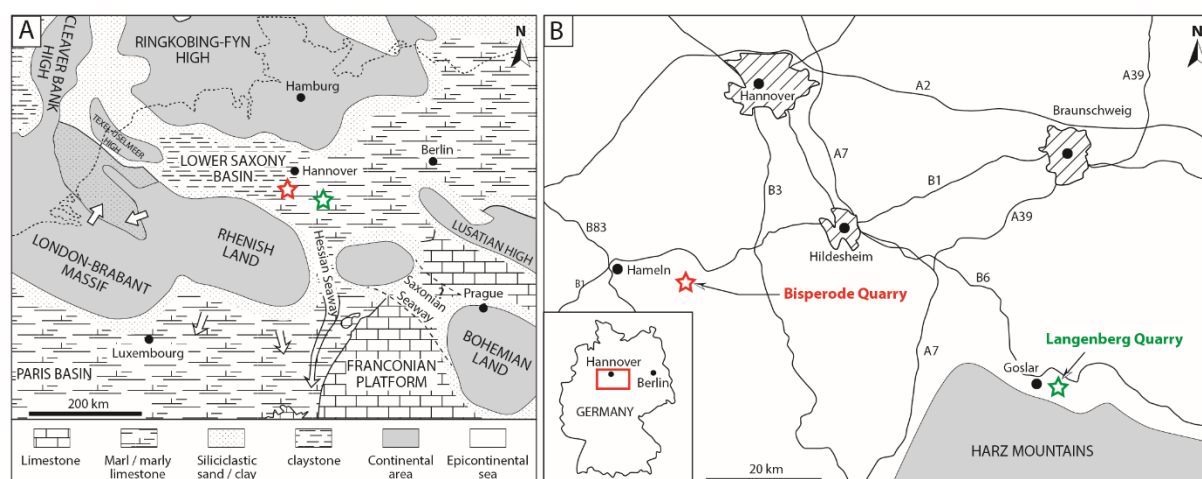 A
N
CLEAVER BANK
HIGH
RINGKOBING-FYN
HIGH
Hamburg
TEXEL-IJSELMEER
HIGH
LOWER SAXONY
BASIN
Hannover
Berlin
LONDON-BRABANT
MASSIF
RHENISH
LAND
Hessian Seaway
LUSATIAN HIGH
Saxonian
Seaway
Prague
Luxembourg
PARIS BASIN
FRANCONIAN
PLATFORM
BOHEMIAN
LAND
200 km
Limestone
Marl / marly
limestone
Siliciclastic
sand / clay
claystone
Continental
area
Epicontinental
sea
B
N
Hannover
A2
A39
Braunschweig
A7
B3
B1
A39
B83
Hildesheim
Hameln
B1
B6
Bisperode Quarry
Langenberg Quarry
A7
Goslar
Hannover
Berlin
GERMANY
20 km
HARZ MOUNTAINS